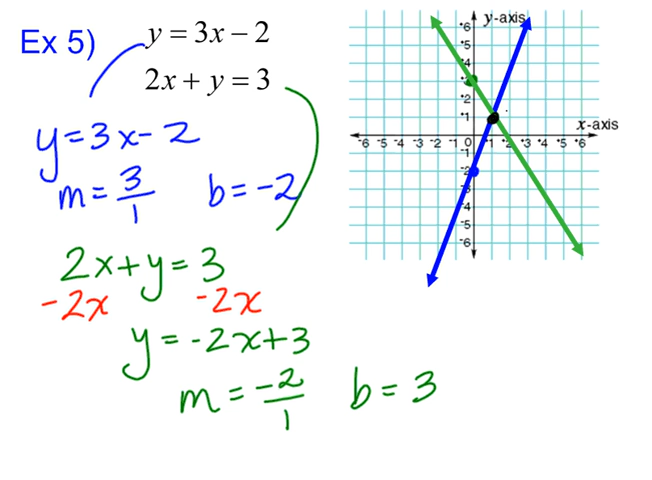 Ex 5)
y = 3x − 2
2x + y = 3
y = 3x - 2
m = 3/1 b = -2
2x + y = 3
-2x -2x
y = -2x + 3
m = -2/1 b = 3
y-axis
+6
+5
+4
+3
+2
+1
x-axis
-6 -5 -4 -3 -2 -1 0 +1 +2 +3 +4 +5 +6
-1
-2
-3
-4
-5
-6